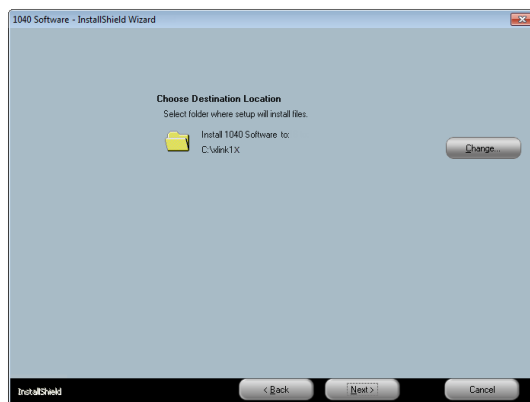 1040 Software - InstallShield Wizard
Choose Destination Location
Select folder where setup will install files.
Install 1040 Software to:
C:\xlink1X
Change...
InstallShield
< Back
Next >
Cancel